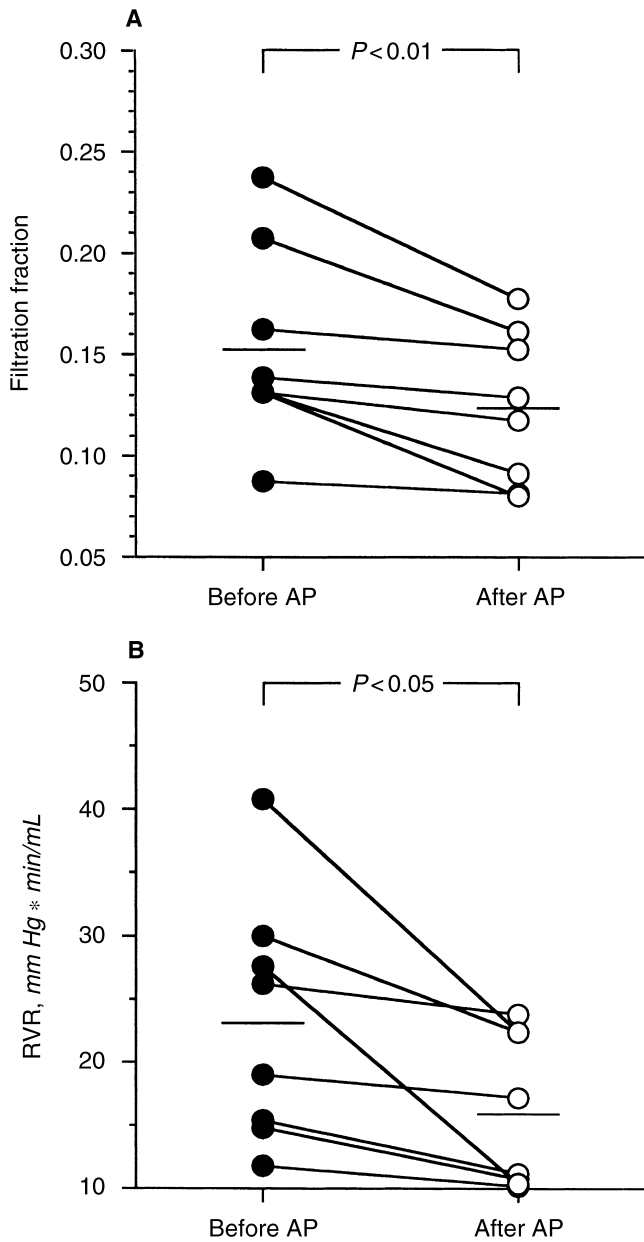 A
P<0.01
0.30
0.25
0.20
0.15
0.10
0.05
Filtration fraction
Before AP
After AP
B
P<0.05
50
40
30
20
10
RVR, mm Hg * min/mL
Before AP
After AP